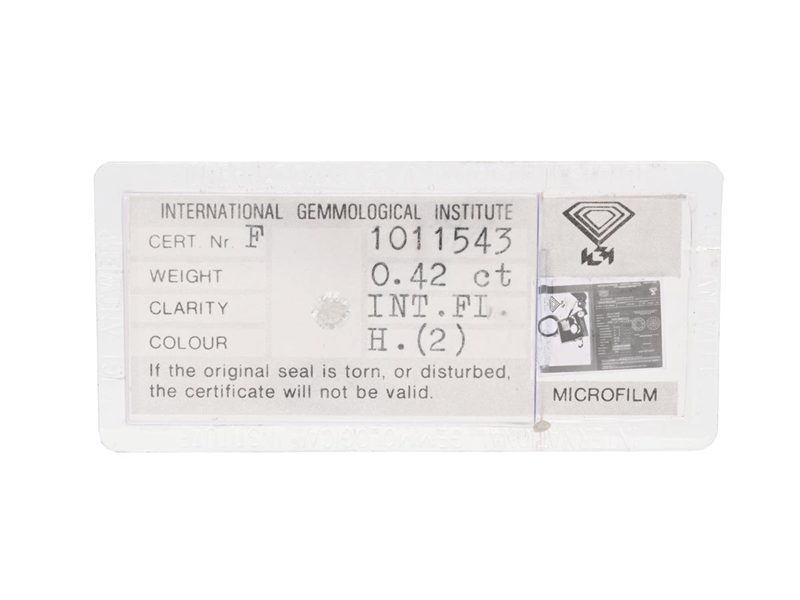 INTERNATIONAL GEMMOLOGICAL INSTITUTE
CERT. Nr. F 1011543
WEIGHT 0.42 ct
CLARITY INT.FL.
COLOUR H.(2)
If the original seal is torn, or disturbed,
the certificate will not be valid.
MICROFILM